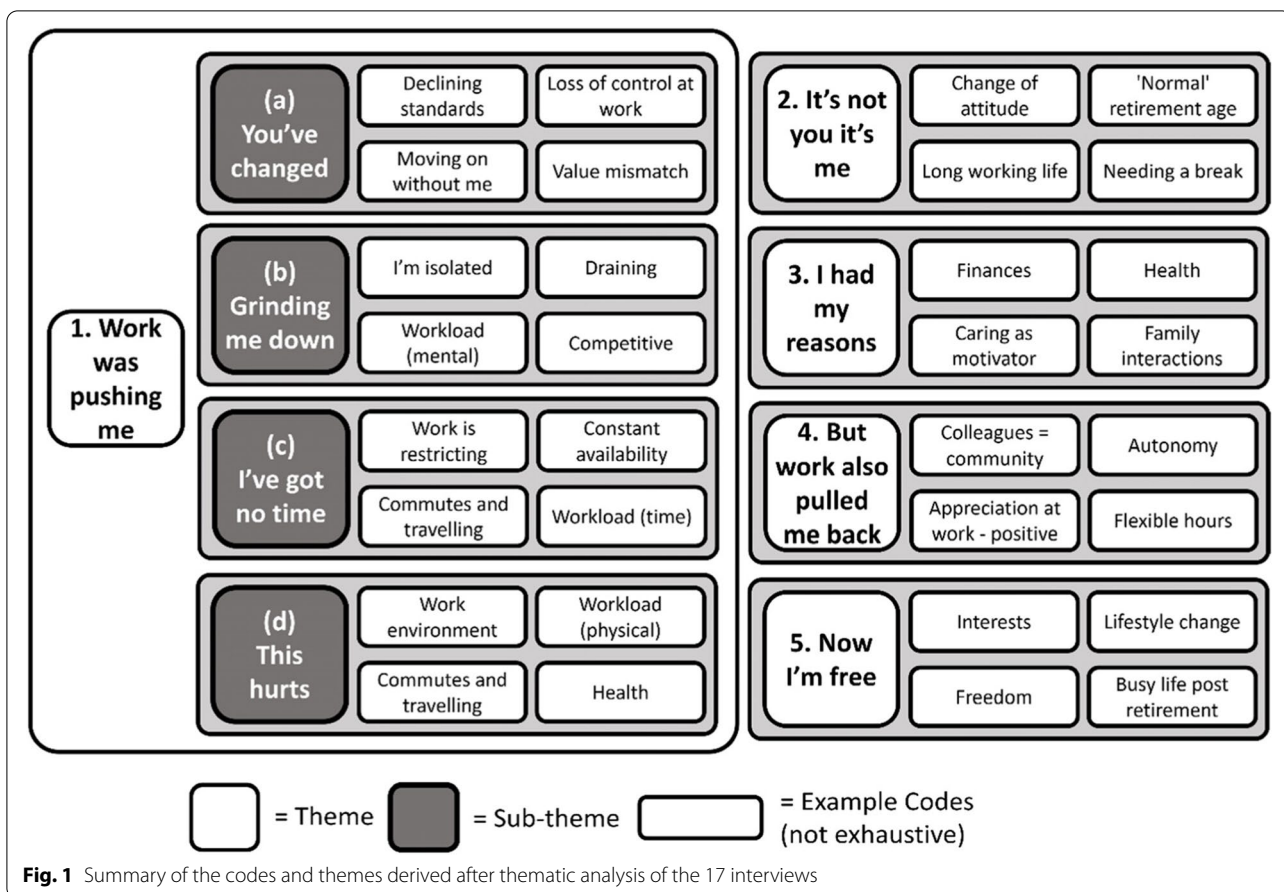 1. Work
was
pushing
me
(a)
You've
changed
Declining
standards
Loss of control at
work
Moving on
without me
Value mismatch
(b)
Grinding
me down
I'm isolated
Draining
Workload
(mental)
Competitive
(c)
I've got
no time
Work is
restricting
Constant
availability
Commutes and
travelling
Workload (time)
(d)
This
hurts
Work
environment
Workload
(physical)
Commutes and
travelling
Health
2. It's not
you it's
me
Change of
attitude
'Normal'
retirement age
Long working life
Needing a break
3. I had
my
reasons
Finances
Health
Caring as
motivator
Family
interactions
4. But
work also
pulled
me back
Colleagues =
community
Autonomy
Appreciation at
work - positive
Flexible hours
5. Now
I'm free
Interests
Lifestyle change
Freedom
Busy life post
retirement
= Theme
= Sub-theme
= Example Codes
(not exhaustive)
Fig. 1 Summary of the codes and themes derived after thematic analysis of the 17 interviews